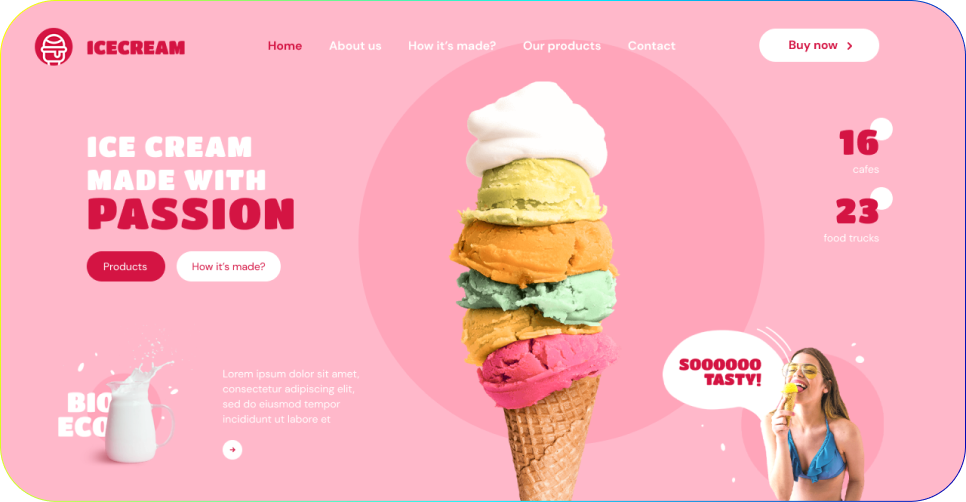 ICECREAM
Home About us How it's made? Our products Contact
Buy now
ICE CREAM
MADE WITH
PASSION
Products How it's made?
16
cafes
23
food trucks
BIO
ECO
Lorem ipsum dolor sit amet,
consectetur adipiscing elit,
sed do eiusmod tempor
incididunt ut labore et
SOOOOOO
TASTY!